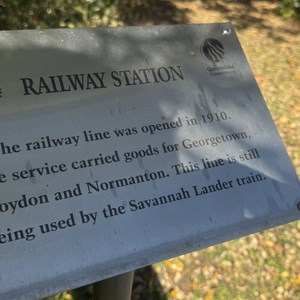 RAILWAY STATION
he railway line was opened in 1910.
e service carried goods for Georgetown,
oydon and Normanton. This line is still
eing used by the Savannah Lander train.